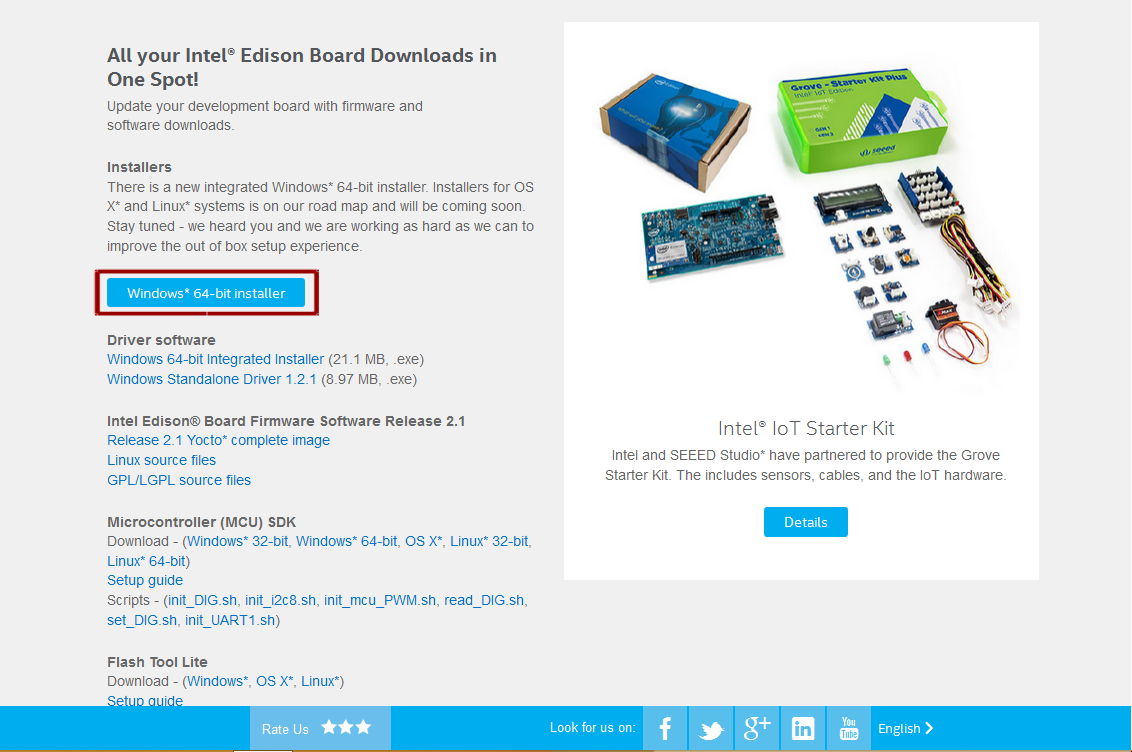 All your Intel® Edison Board Downloads in
One Spot!
Update your development board with firmware and
software downloads.
Installers
There is a new integrated Windows* 64-bit installer. Installers for OS
X* and Linux* systems is on our road map and will be coming soon.
Stay tuned - we heard you and we are working as hard as we can to
improve the out of box setup experience.
Windows* 64-bit installer
Driver software
Windows 64-bit Integrated Installer (21.1 MB, .exe)
Windows Standalone Driver 1.2.1 (8.97 MB, .exe)
Intel Edison® Board Firmware Software Release 2.1
Release 2.1 Yocto* complete image
Linux source files
GPL/LGPL source files
Microcontroller (MCU) SDK
Download - (Windows* 32-bit, Windows* 64-bit, OS X*, Linux* 32-bit,
Linux* 64-bit)
Setup guide
Scripts - (init_DIG.sh, init_i2c8.sh, init_mcu_PWM.sh, read_DIG.sh,
set_DIG.sh, init_UART1.sh)
Flash Tool Lite
Download - (Windows*, OS X*, Linux*)
Setup guide
Grove - Starter Kit Plus
Intel® IoT Edition
seeed
Intel® IoT Starter Kit
Intel and SEEED Studio* have partnered to provide the Grove
Starter Kit. The includes sensors, cables, and the IoT hardware.
Details
Rate Us
Look for us on:
f
g+
in
You
Tube
English